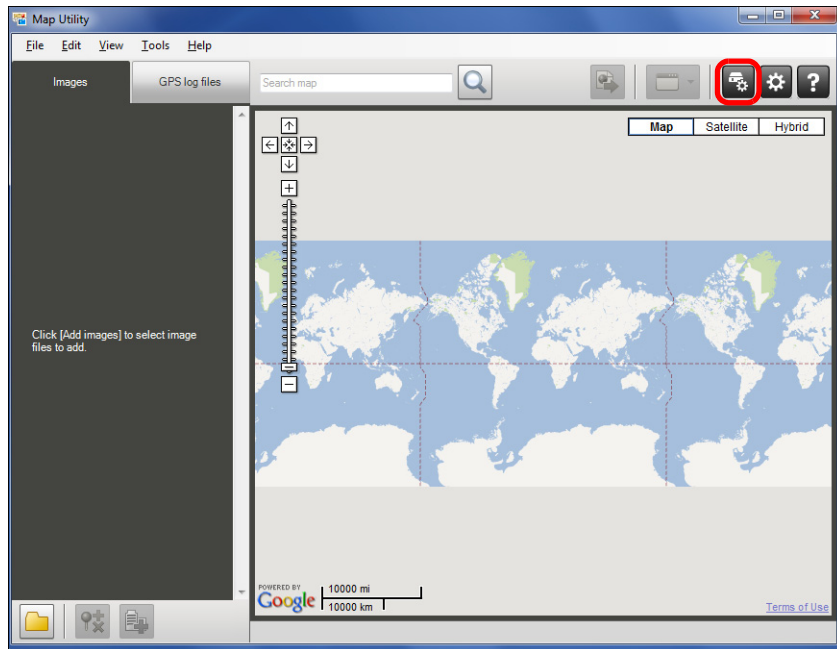 Map Utility
File Edit View Tools Help
Images
GPS log files
Search map
?
Map
Satellite
Hybrid
Click [Add images] to select image
files to add.
POWERED BY
Google
10000 mi
10000 km
Terms of Use